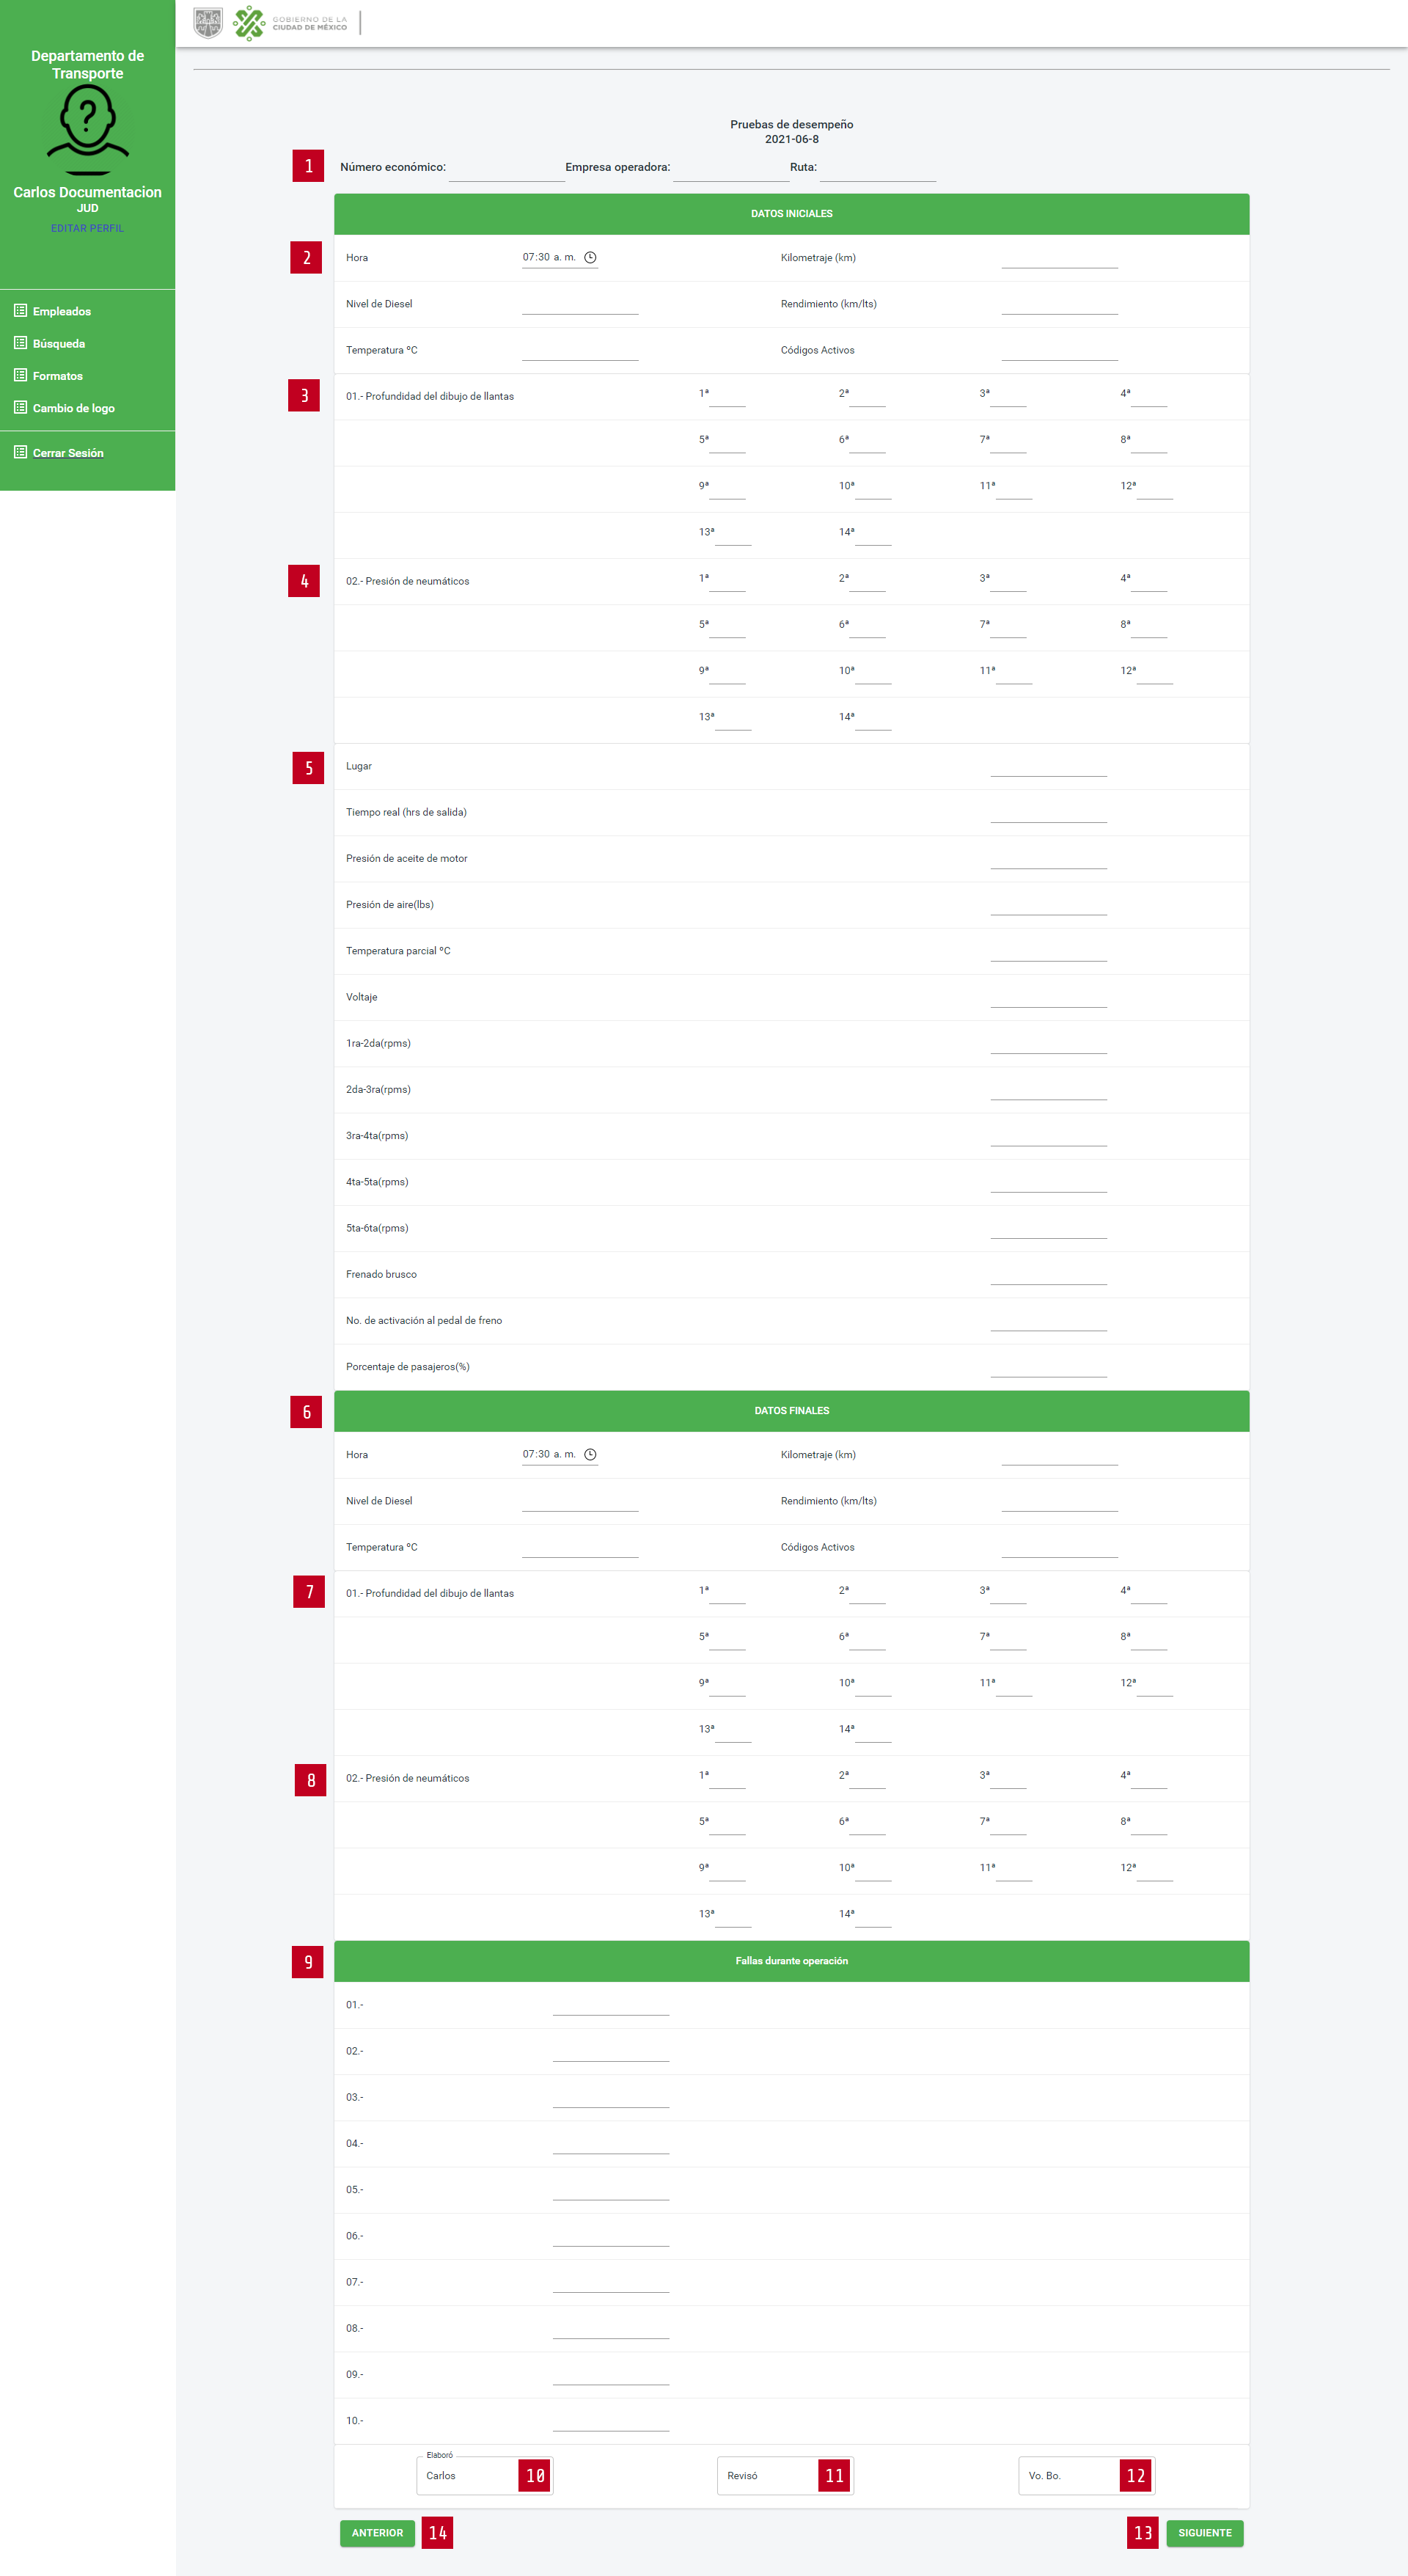 Departamento de
Transporte
Carlos Documentacion
JUD
EDITAR PERFIL
Empleados
Búsqueda
Formatos
Cambio de logo
Cerrar Sesión
GOBIERNO DE LA
CIUDAD DE MÉXICO
Pruebas de desempeño
2021-06-8
1 Número económico: Empresa operadora: Ruta:
DATOS INICIALES
2 Hora 07:30 a. m. Kilometraje (km)
Nivel de Diesel Rendimiento (km/lts)
Temperatura ºC Códigos Activos
3 01.- Profundidad del dibujo de llantas 1ª 2ª 3ª 4ª
5ª 6ª 7ª 8ª
9ª 10ª 11ª 12ª
13ª 14ª
4 02.- Presión de neumáticos 1ª 2ª 3ª 4ª
5ª 6ª 7ª 8ª
9ª 10ª 11ª 12ª
13ª 14ª
5 Lugar
Tiempo real (hrs de salida)
Presión de aceite de motor
Presión de aire(lbs)
Temperatura parcial ºC
Voltaje
1ra-2da(rpms)
2da-3ra(rpms)
3ra-4ta(rpms)
4ta-5ta(rpms)
5ta-6ta(rpms)
Frenado brusco
No. de activación al pedal de freno
Porcentaje de pasajeros(%)
6 DATOS FINALES
Hora 07:30 a. m. Kilometraje (km)
Nivel de Diesel Rendimiento (km/lts)
Temperatura ºC Códigos Activos
7 01.- Profundidad del dibujo de llantas 1ª 2ª 3ª 4ª
5ª 6ª 7ª 8ª
9ª 10ª 11ª 12ª
13ª 14ª
8 02.- Presión de neumáticos 1ª 2ª 3ª 4ª
5ª 6ª 7ª 8ª
9ª 10ª 11ª 12ª
13ª 14ª
9 Fallas durante operación
01.-
02.-
03.-
04.-
05.-
06.-
07.-
08.-
09.-
10.-
Elaboró
Carlos 10 Revisó 11 Vo. Bo. 12
ANTERIOR 14 13 SIGUIENTE